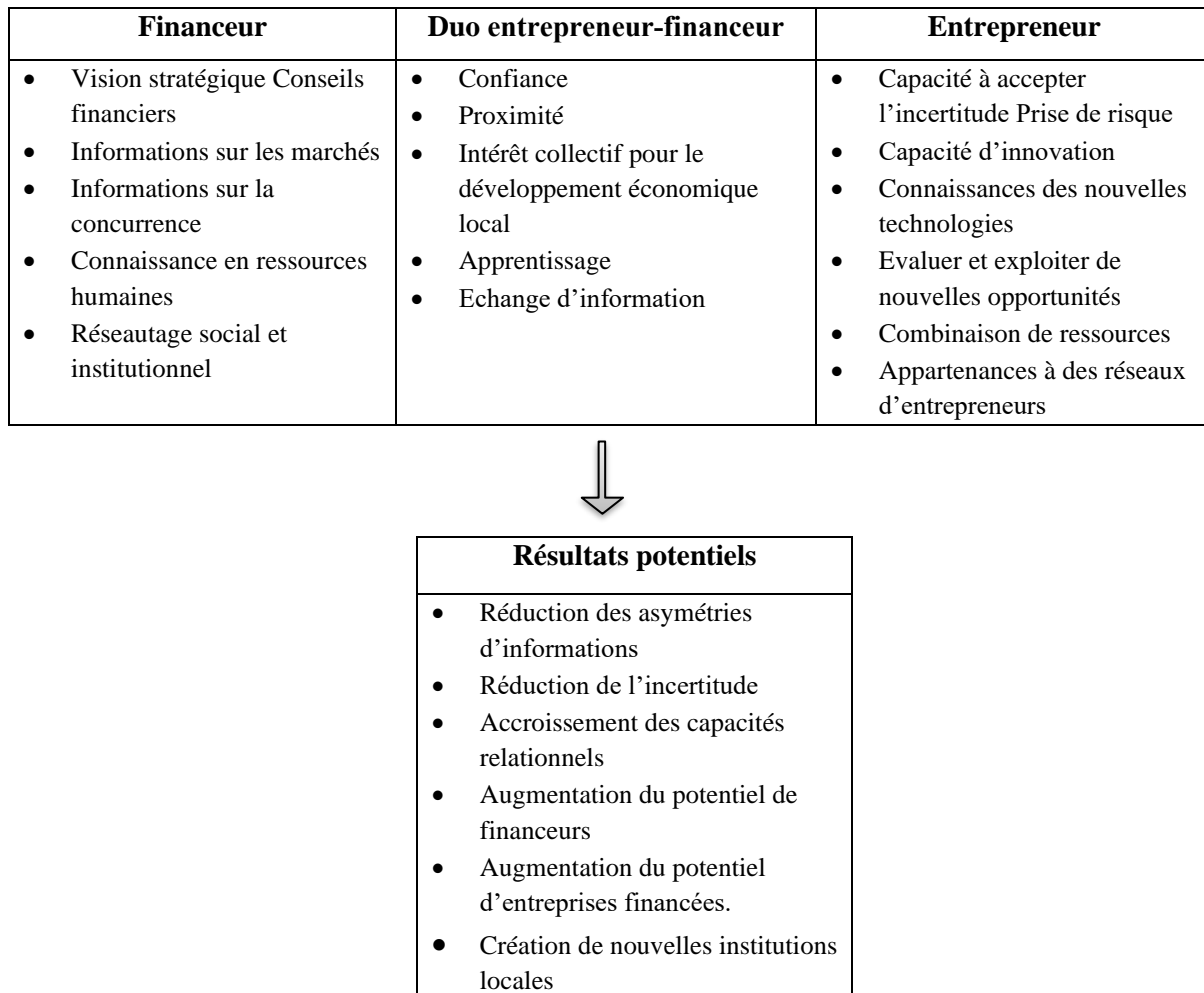 Financeur
• Vision stratégique Conseils
financiers
• Informations sur les marchés
• Informations sur la
concurrence
• Connaissance en ressources
humaines
• Réseautage social et
institutionnel
Duo entrepreneur-financeur
• Confiance
• Proximité
• Intérêt collectif pour le
développement économique
local
• Apprentissage
• Echange d’information
Entrepreneur
• Capacité à accepter
l’incertitude Prise de risque
• Capacité d’innovation
• Connaissances des nouvelles
technologies
• Evaluer et exploiter de
nouvelles opportunités
• Combinaison de ressources
• Appartenances à des réseaux
d’entrepreneurs
Résultats potentiels
• Réduction des asymétries
d’informations
• Réduction de l’incertitude
• Accroissement des capacités
relationnels
• Augmentation du potentiel de
financeurs
• Augmentation du potentiel
d’entreprises financées.
• Création de nouvelles institutions
locales